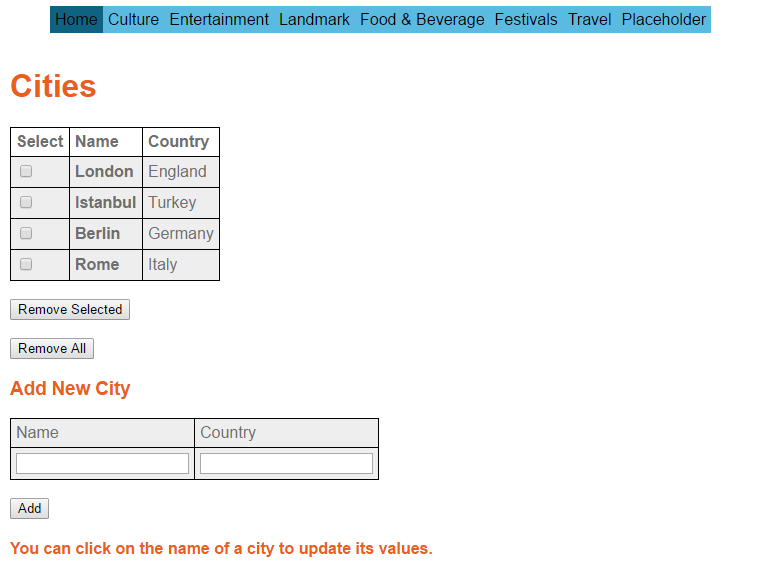 Home Culture Entertainment Landmark Food & Beverage Festivals Travel Placeholder
Cities
Select Name Country
London England
Istanbul Turkey
Berlin Germany
Rome Italy
Remove Selected
Remove All
Add New City
Name Country
Add
You can click on the name of a city to update its values.